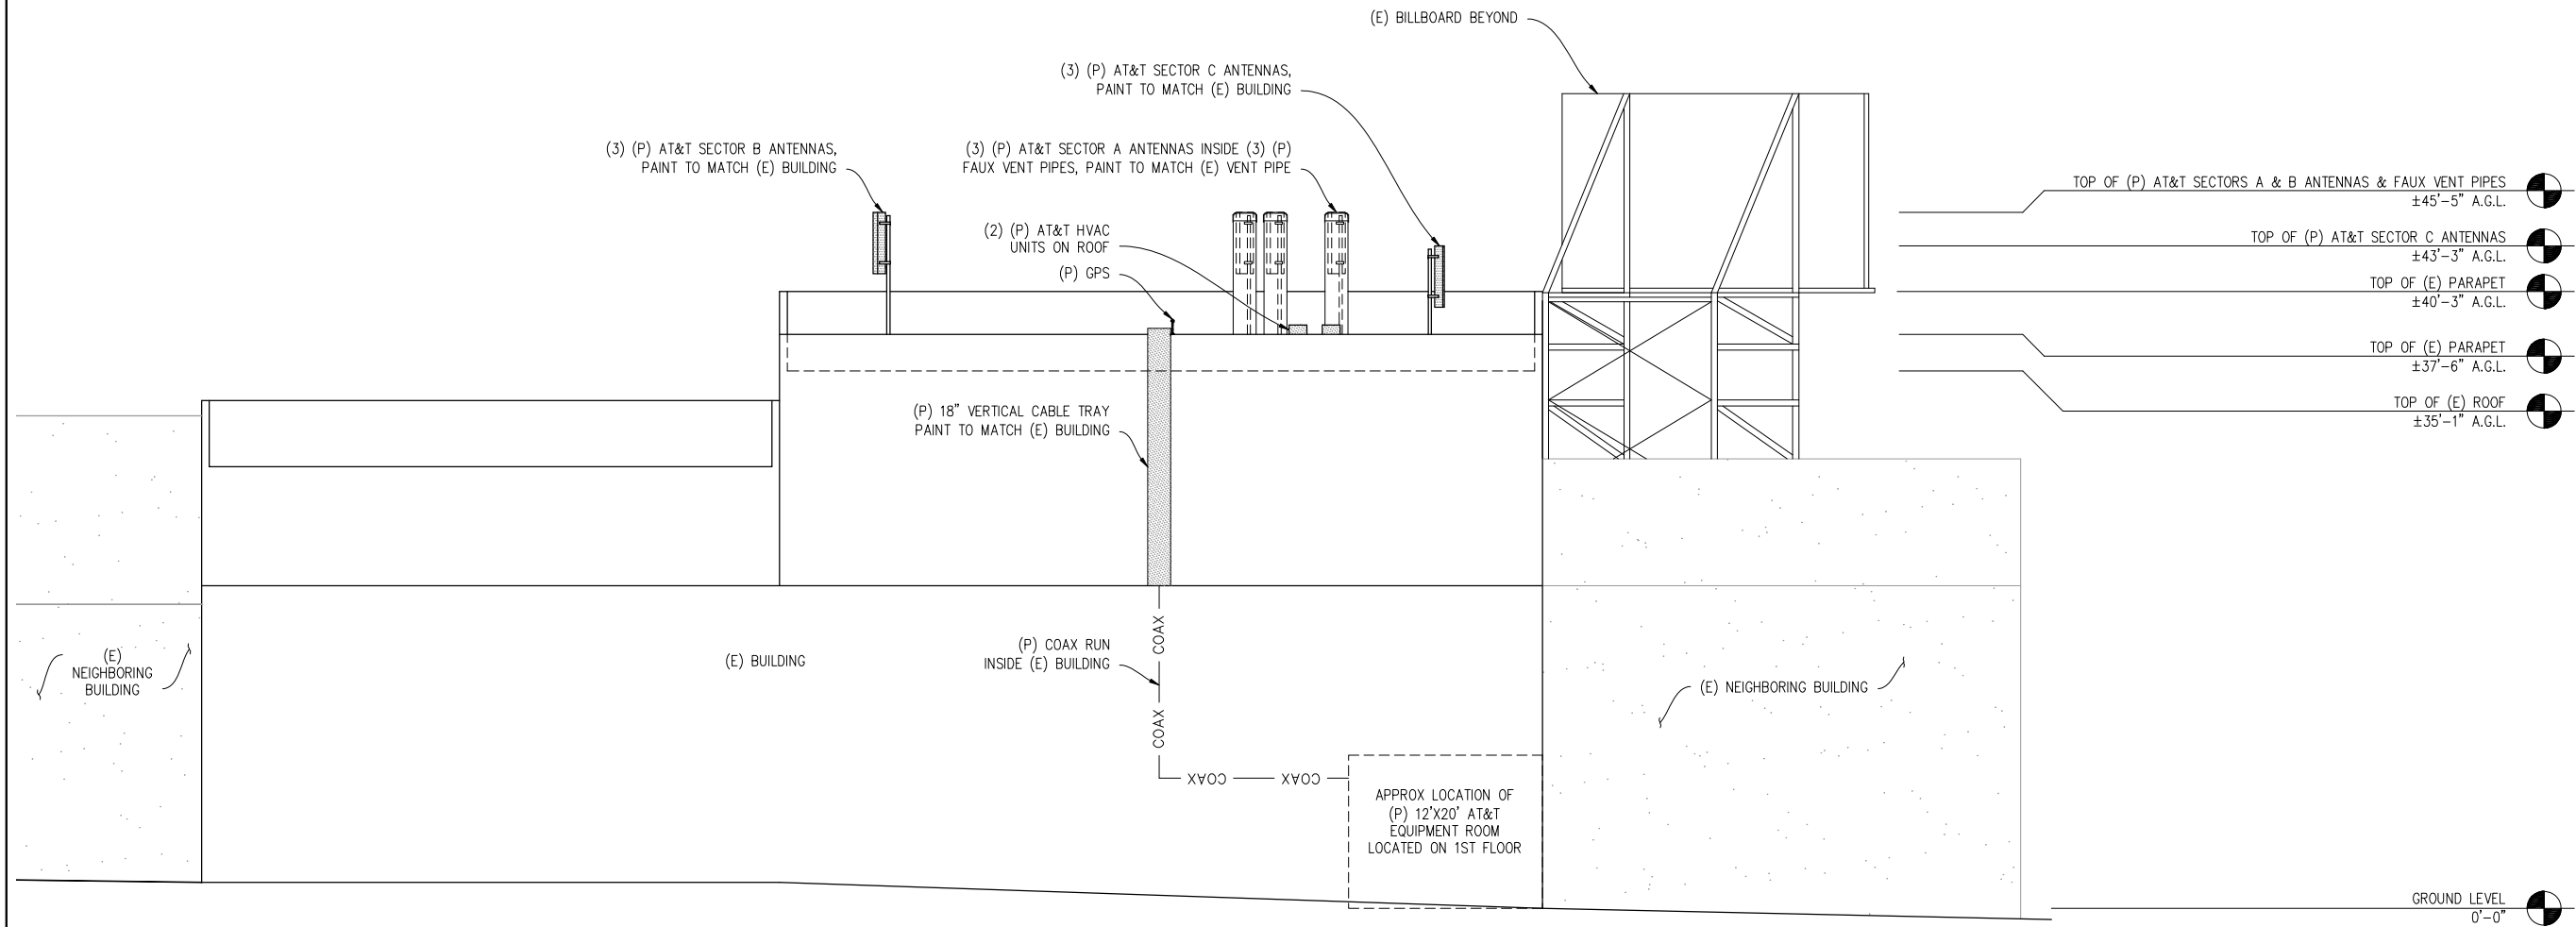 (E) BILLBOARD BEYOND
(3) (P) AT&T SECTOR C ANTENNAS,
PAINT TO MATCH (E) BUILDING
(3) (P) AT&T SECTOR B ANTENNAS,
PAINT TO MATCH (E) BUILDING
(3) (P) AT&T SECTOR A ANTENNAS INSIDE (3) (P)
FAUX VENT PIPES, PAINT TO MATCH (E) VENT PIPE
(2) (P) AT&T HVAC
UNITS ON ROOF
(P) GPS
TOP OF (P) AT&T SECTORS A & B ANTENNAS & FAUX VENT PIPES
±45'-5" A.G.L.
TOP OF (P) AT&T SECTOR C ANTENNAS
±43'-3" A.G.L.
TOP OF (E) PARAPET
±40'-3" A.G.L.
TOP OF (E) PARAPET
±37'-6" A.G.L.
TOP OF (E) ROOF
±35'-1" A.G.L.
(P) 18" VERTICAL CABLE TRAY
PAINT TO MATCH (E) BUILDING
(E)
NEIGHBORING
BUILDING
(E) BUILDING
(P) COAX RUN
INSIDE (E) BUILDING
COAX
COAX
COAX
COAX
(E) NEIGHBORING BUILDING
APPROX LOCATION OF
(P) 12'X20' AT&T
EQUIPMENT ROOM
LOCATED ON 1ST FLOOR
GROUND LEVEL
0'-0"